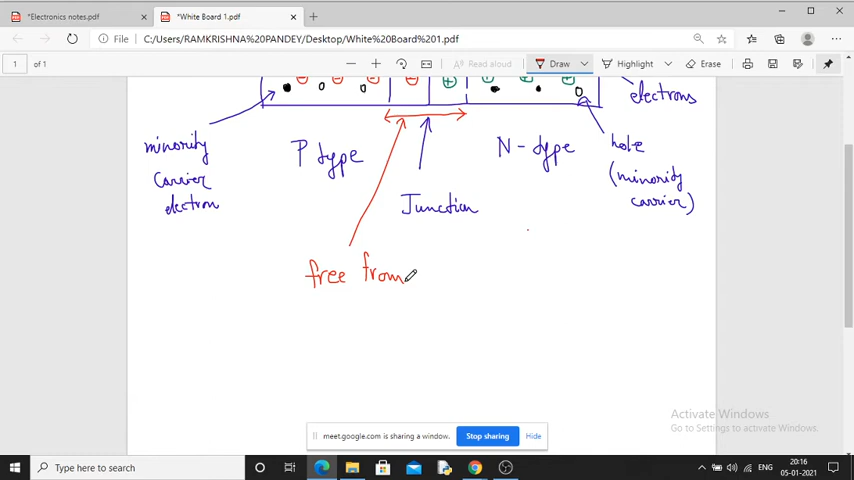 *Electronics notes.pdf
*White Board 1.pdf
File
C:/Users/RAMKRISHNA%20PANDEY/Desktop/White%20Board%201.pdf
1
of 1
Read aloud
Draw
Highlight
Erase
electrons
minority
carrier
electron
P type
Junction
N-type
hole
(minority
carrier)
free from
Activate Windows
Go to Settings to activate Windows.
meet.google.com is sharing a window.
Stop sharing
Hide
Type here to search
ENG
20:16
05-01-2021